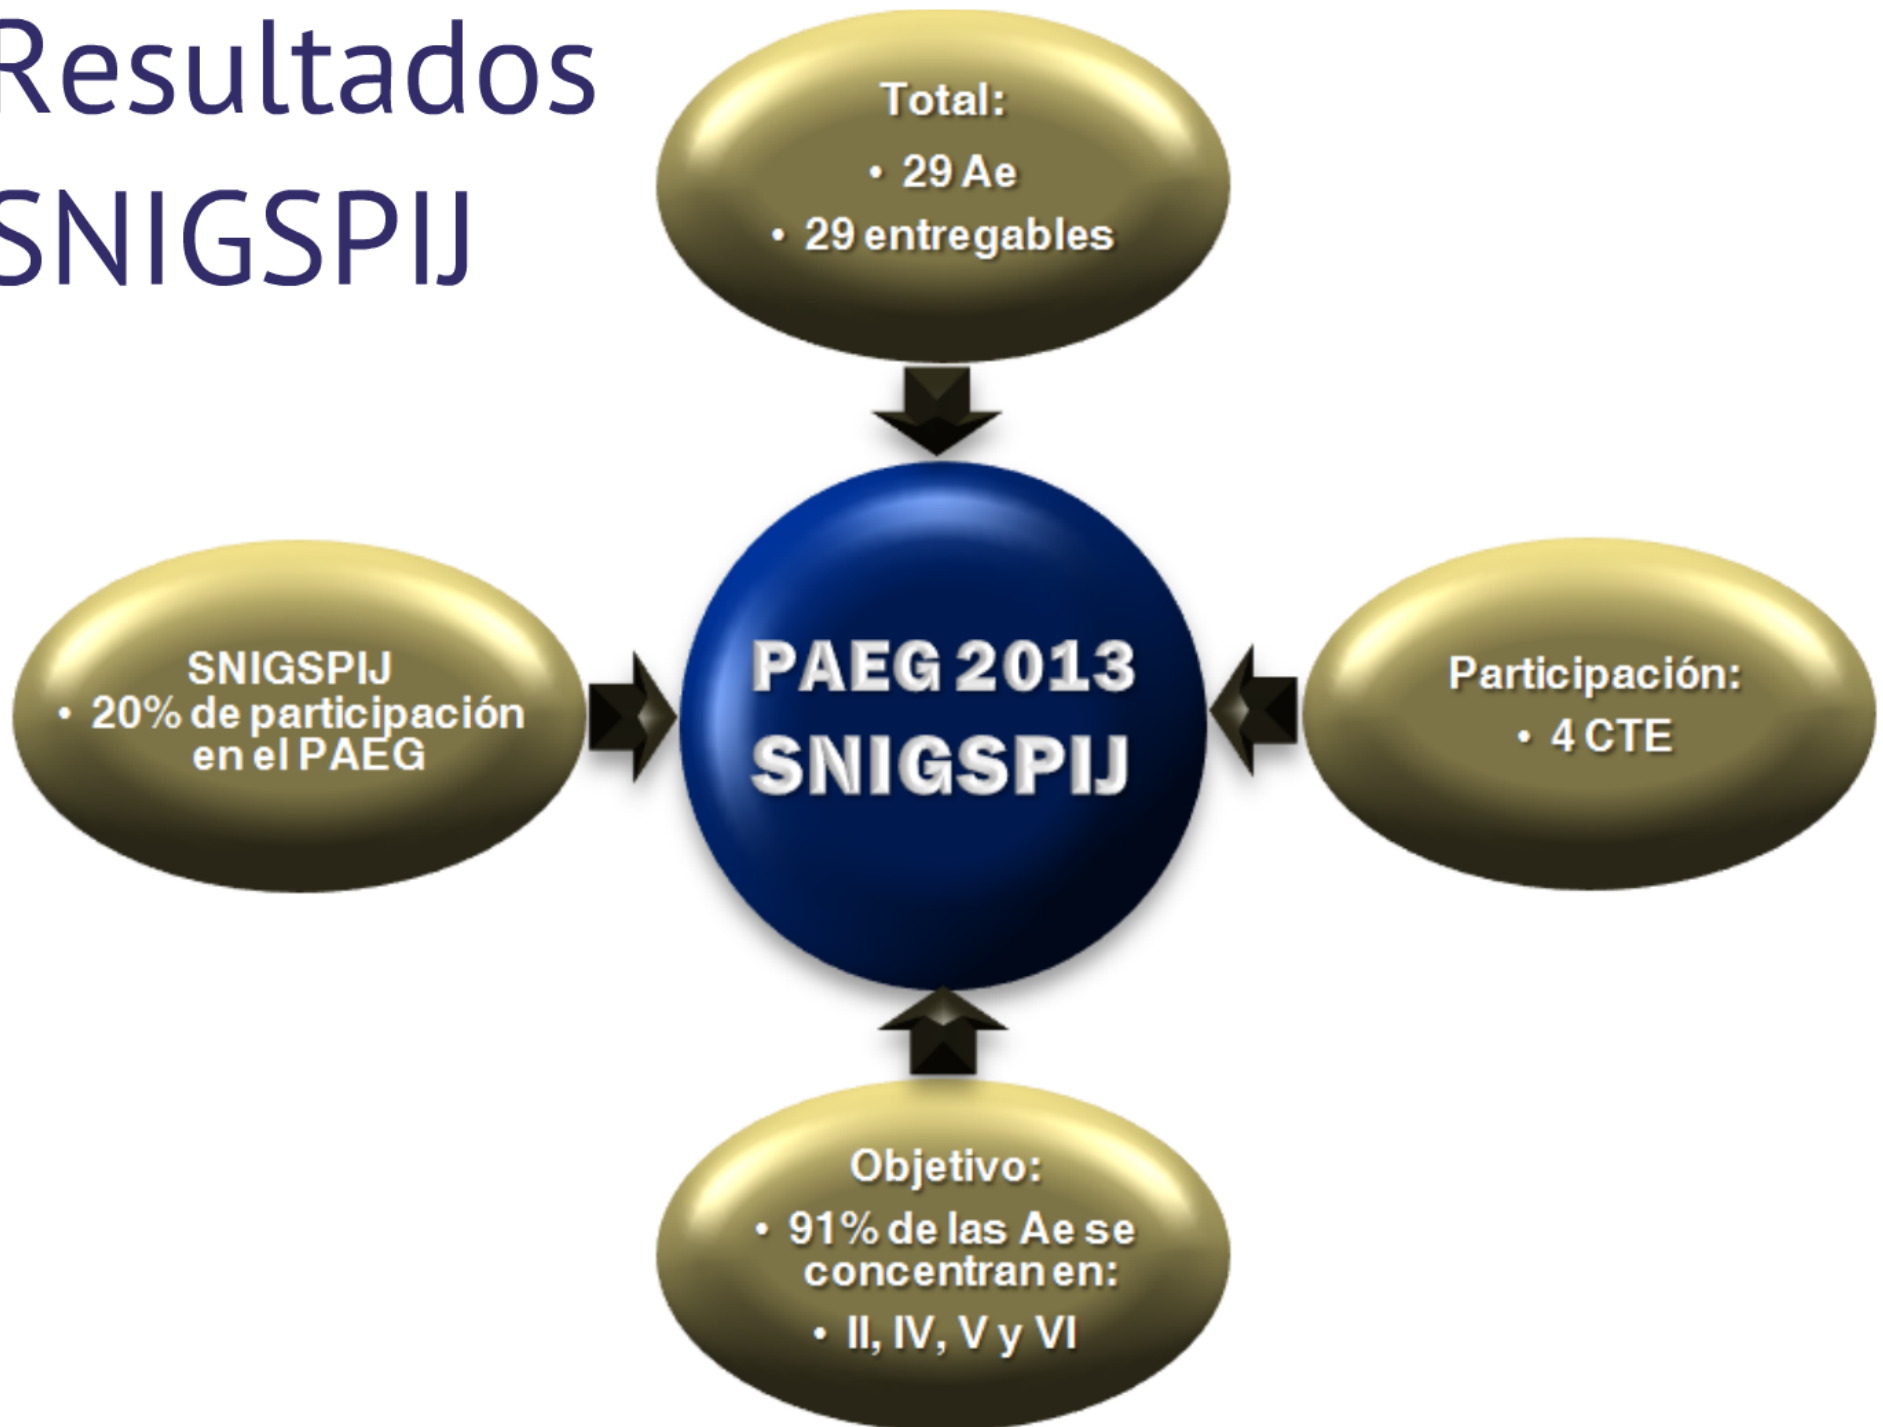 Resultados
SNIGSPIJ
Total:
• 29 Ae
• 29 entregables
SNIGSPIJ
• 20% de participación
en el PAEG
PAEG 2013
SNIGSPIJ
Participación:
• 4 CTE
Objetivo:
• 91% de las Ae se
concentran en:
• II, IV, V y VI